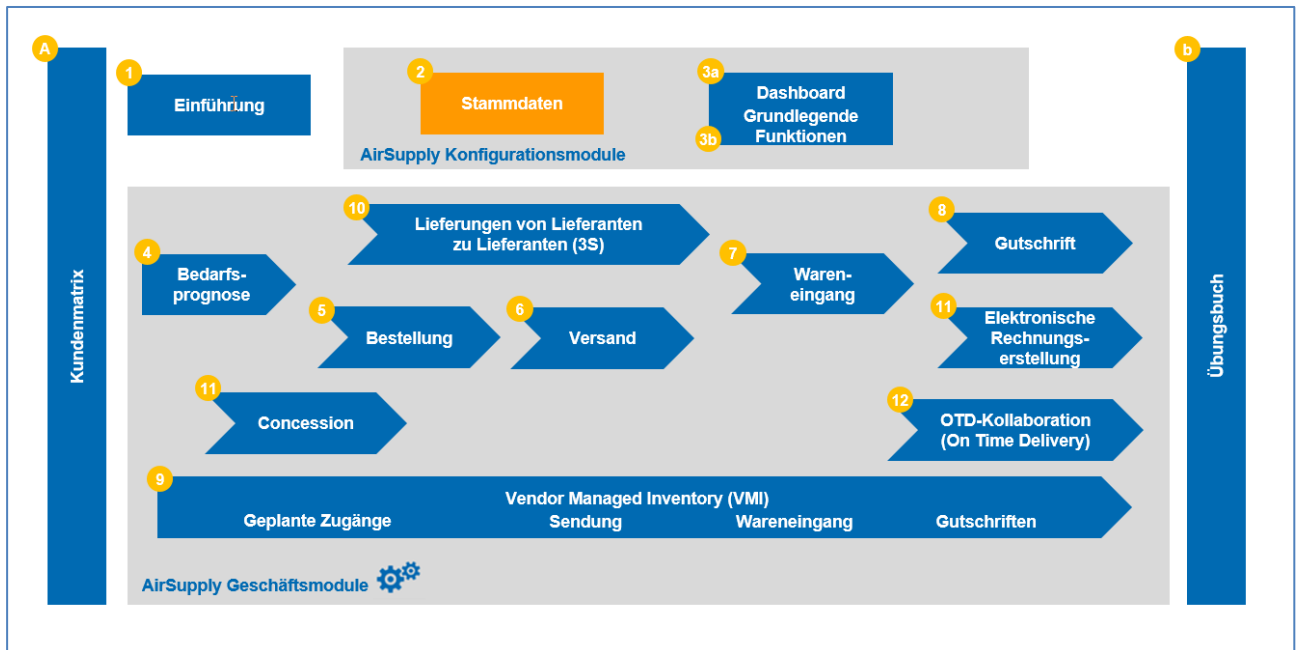 A
Kundenmatrix
1
Einführung
2
Stammdaten
3a
3b
Dashboard
Grundlegende
Funktionen
AirSupply Konfigurationsmodule
b
Übungsbuch
10
Lieferungen von Lieferanten
zu Lieferanten (3S)
4
Bedarfs-
prognose
5
Bestellung
6
Versand
7
Waren-
eingang
8
Gutschrift
11
Elektronische
Rechnungs-
erstellung
11
Concession
12
OTD-Kollaboration
(On Time Delivery)
9
Vendor Managed Inventory (VMI)
Geplante Zugänge Sendung Wareneingang Gutschriften
AirSupply Geschäftsmodule